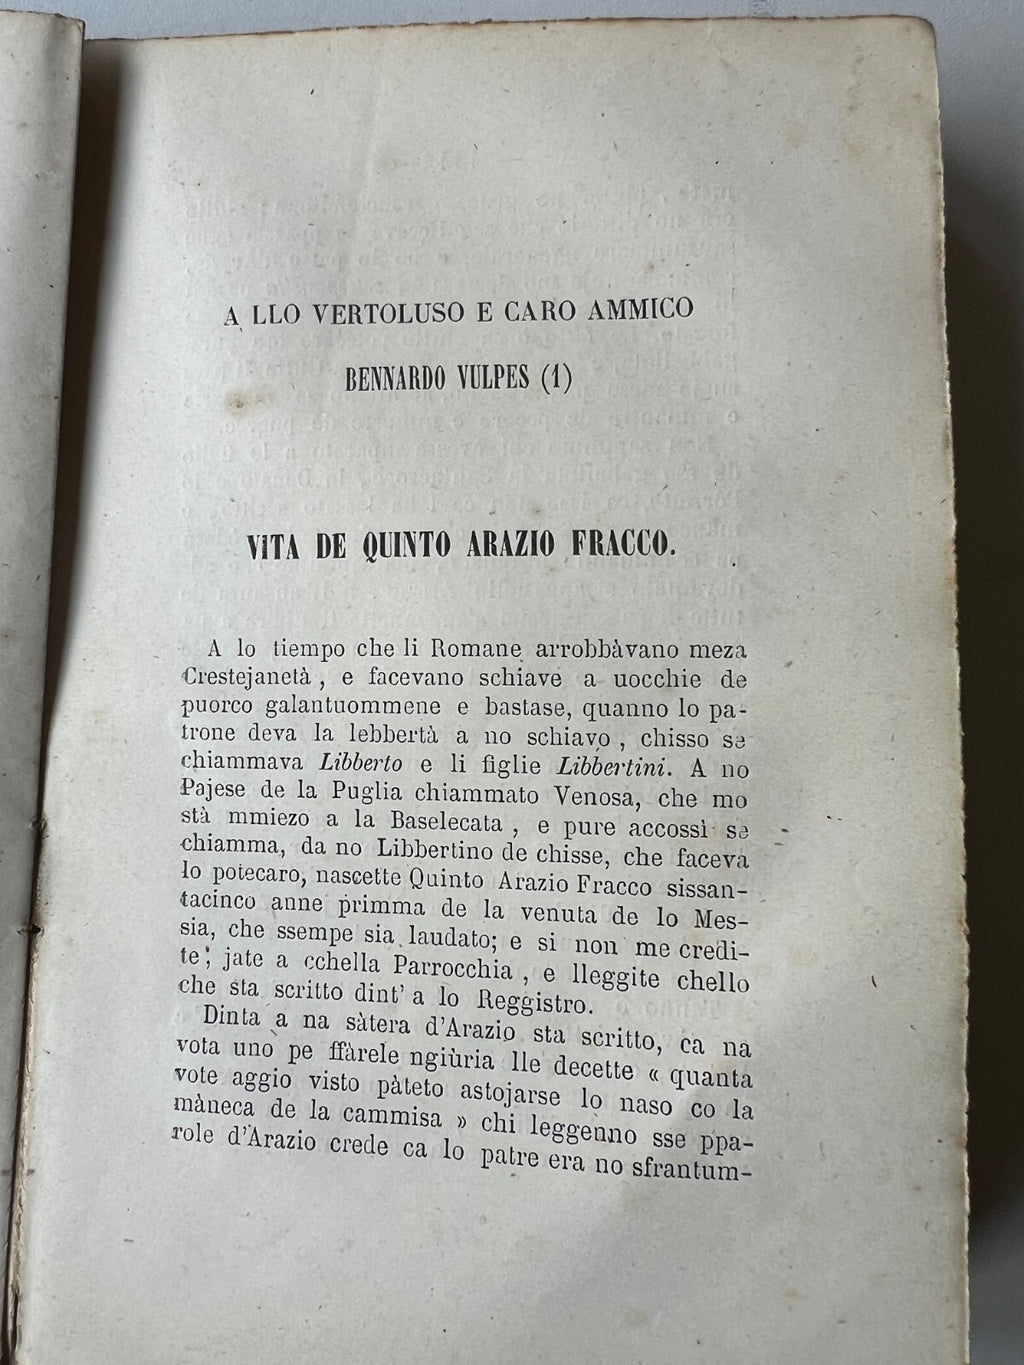 A LLO VERTOLUSO E CARO AMMICO
BENNARDO VULPES (1)
VITA DE QUINTO ARAZIO FRACCO.
A lo tiempo che li Romane arrobbàvano meza
Crestejanetà, e facevano schiave a uocchie de
puorco galantuommene e bastase, quanno lo pa-
trone deva la lebbertà a no schiavo, chisso se
chiammava Libberto e li figlie Libbertini. A no
Pajese de la Puglia chiammato Venosa, che mo
stà mmiezo a la Baselecata, e pure accossì se
chiamma, da no Libbertino de chisse, che faceva
lo potecaro, nascette Quinto Arazio Fracco sissan-
tacinco anne primma de la venuta de lo Mes-
sia, che ssempe sia laudato; e si non me credi-
te; jate a cchella Parrocchia, e lleggite chello
che sta scritto dint' a lo Reggistro.
Dinta a na sàtera d'Arazio sta scritto, ca na
vota uno pe ffàrele ngiùria lle decette « quanta
vote aggio visto pàteto astojarse lo naso co la
màneca de la cammisa » chi leggenno sse ppa-
role d'Arazio crede ca lo patre era no sfrantum-